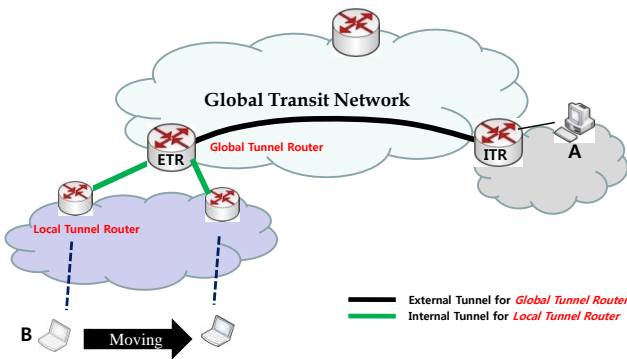 Global Transit Network
ETR
Global Tunnel Router
ITR
A
Local Tunnel Router
B
Moving
External Tunnel for Global Tunnel Router
Internal Tunnel for Local Tunnel Router